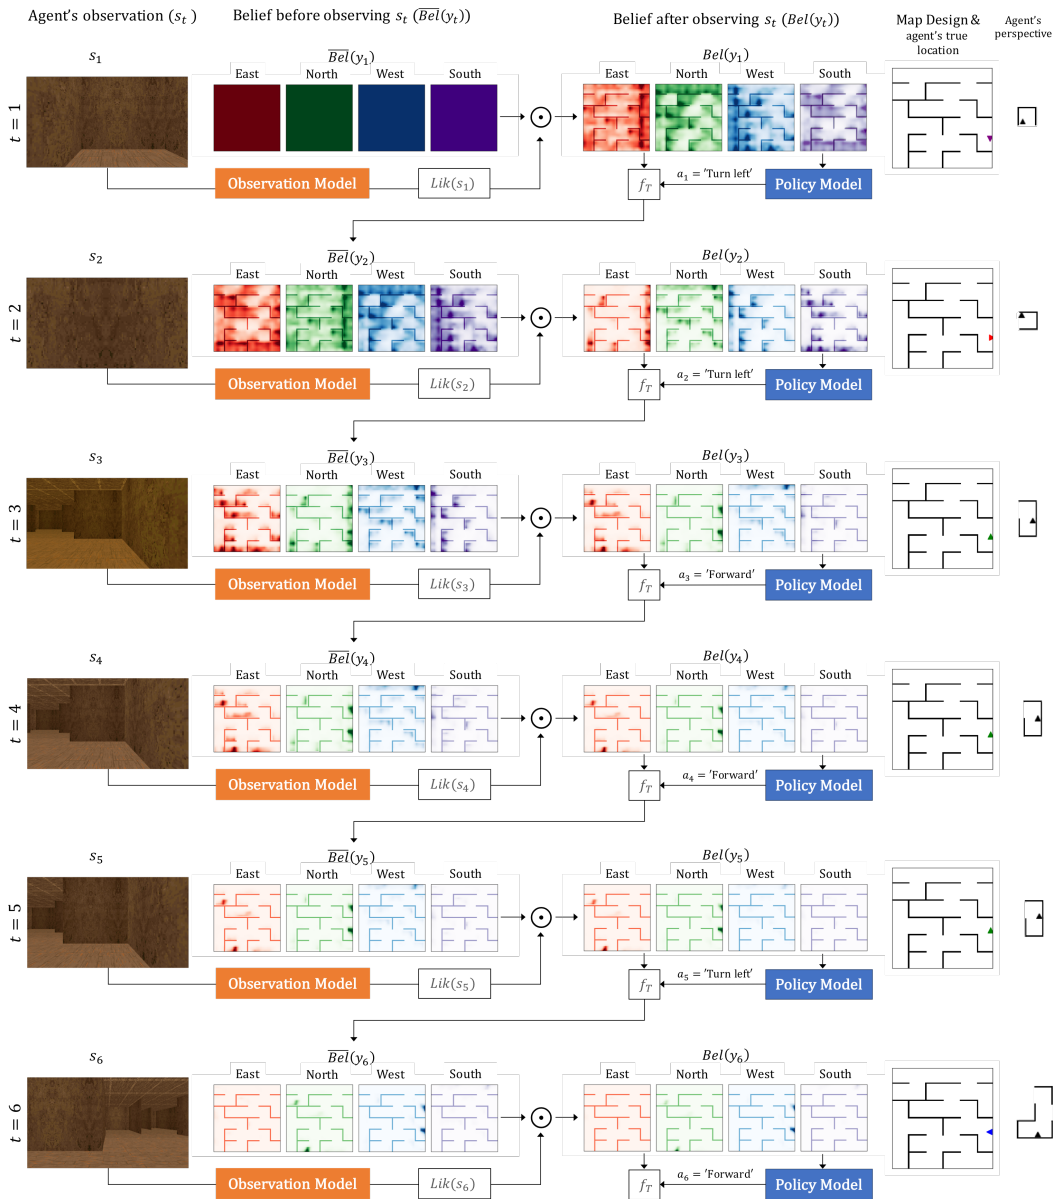 Agent's observation (s_t)
Belief before observing s_t (B̅e̅l̅(y_t))
Belief after observing s_t (Bel(y_t))
Map Design &
agent's true
location
Agent's
perspective
t = 1
s_1
B̅e̅l̅(y_1)
East North West South
Bel(y_1)
East North West South
Observation Model
Lik(s_1)
f_T
a_1 = 'Turn left'
Policy Model
t = 2
s_2
B̅e̅l̅(y_2)
East North West South
Bel(y_2)
East North West South
Observation Model
Lik(s_2)
f_T
a_2 = 'Turn left'
Policy Model
t = 3
s_3
B̅e̅l̅(y_3)
East North West South
Bel(y_3)
East North West South
Observation Model
Lik(s_3)
f_T
a_3 = 'Forward'
Policy Model
t = 4
s_4
B̅e̅l̅(y_4)
East North West South
Bel(y_4)
East North West South
Observation Model
Lik(s_4)
f_T
a_4 = 'Forward'
Policy Model
t = 5
s_5
B̅e̅l̅(y_5)
East North West South
Bel(y_5)
East North West South
Observation Model
Lik(s_5)
f_T
a_5 = 'Turn left'
Policy Model
t = 6
s_6
B̅e̅l̅(y_6)
East North West South
Bel(y_6)
East North West South
Observation Model
Lik(s_6)
f_T
a_6 = 'Forward'
Policy Model